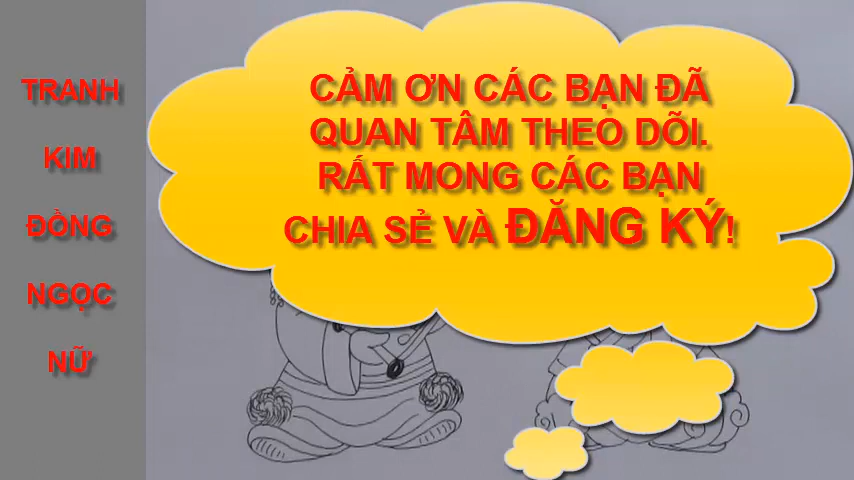 TRANH
KIM
ĐỒNG
NGỌC
NỮ
CẢM ƠN CÁC BẠN ĐÃ
QUAN TÂM THEO DÕI.
RẤT MONG CÁC BẠN
CHIA SẺ VÀ ĐĂNG KÝ!